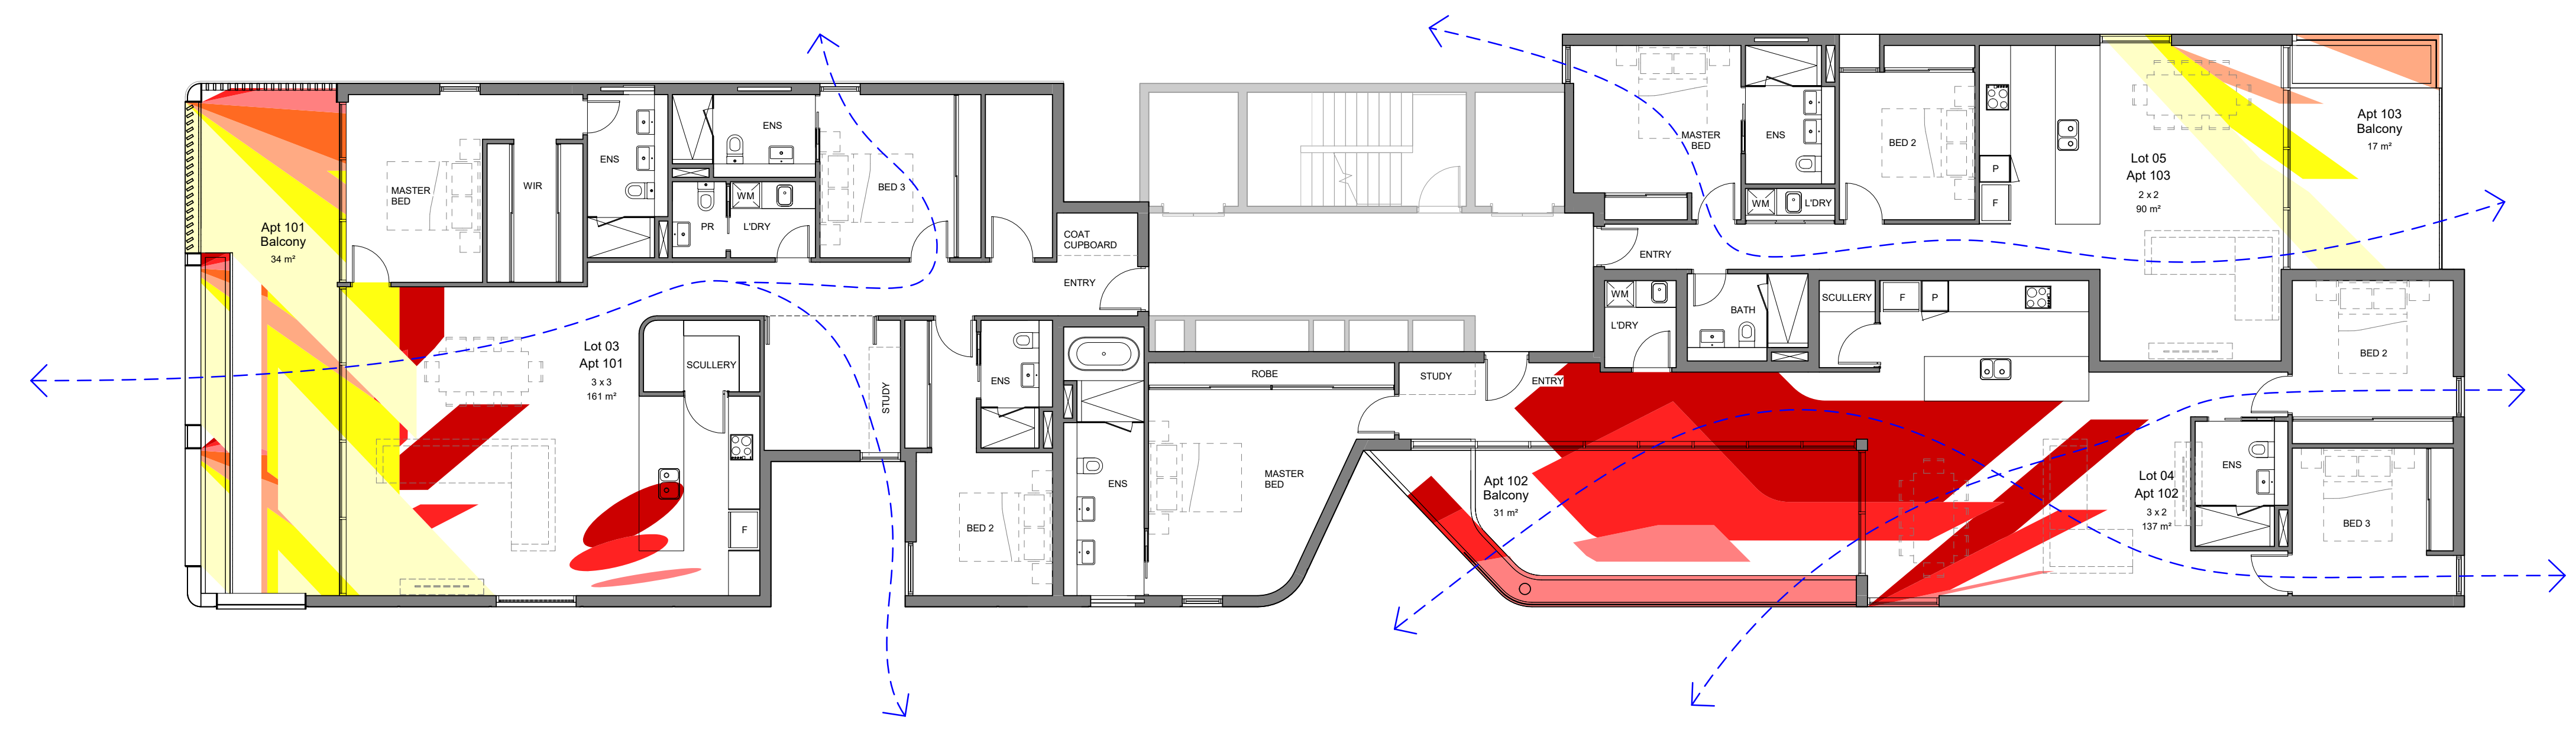 Apt 101
Balcony
34 m²
MASTER
BED
WIR
ENS
ENS
PR
WM
L'DRY
BED 3
COAT
CUPBOARD
ENTRY
Lot 03
Apt 101
3 x 3
161 m²
SCULLERY
F
STUDY
ENS
BED 2
ENS
ROBE
MASTER
BED
STUDY
ENTRY
Apt 102
Balcony
31 m²
MASTER
BED
ENS
WM
L'DRY
BED 2
P
F
ENTRY
Lot 05
Apt 103
2 x 2
90 m²
Apt 103
Balcony
17 m²
WM
L'DRY
BATH
SCULLERY
F
P
Lot 04
Apt 102
3 x 2
137 m²
ENS
BED 2
BED 3